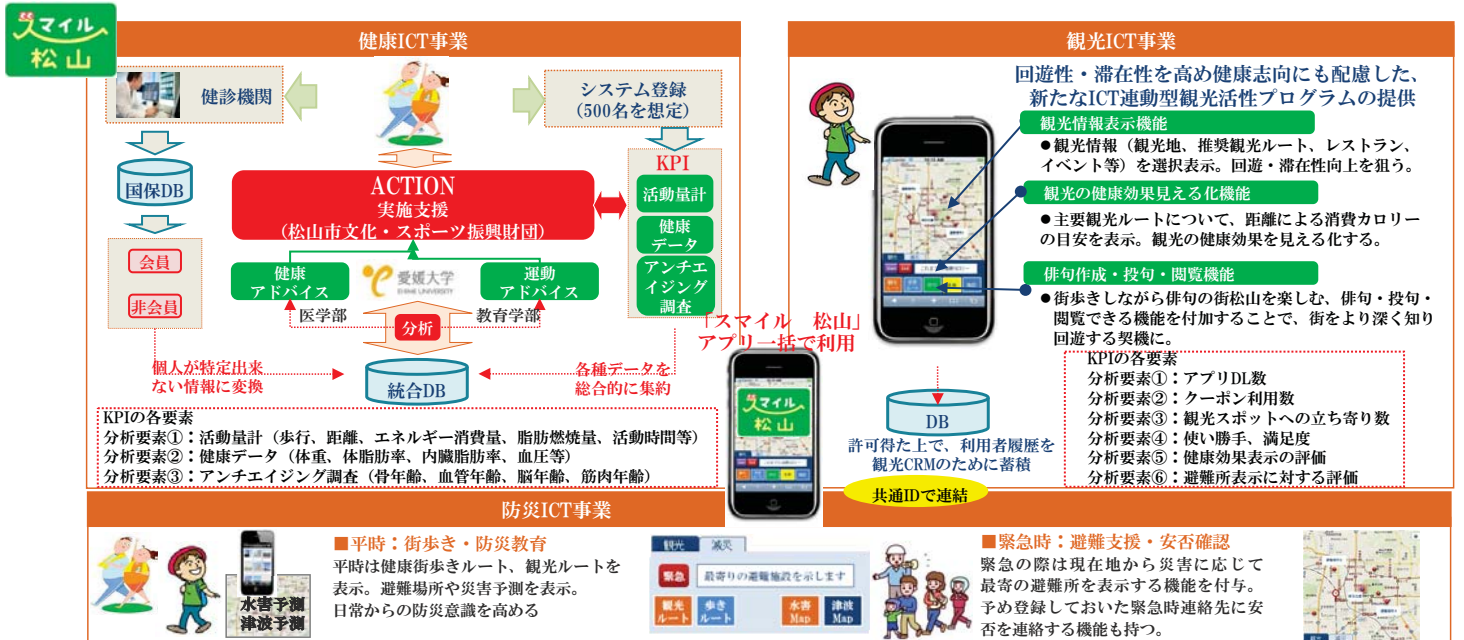 スマイル
松山
健康ICT事業
健診機関
システム登録
(500名を想定)
国保DB
会員
非会員
ACTION
実施支援
(松山市文化・スポーツ振興財団)
KPI
活動量計
健康
データ
アンチエ
イジング
調査
健康
アドバイス
愛媛大学
EHIME UNIVERSITY
運動
アドバイス
医学部
分析
教育学部
個人が特定出来
ない情報に変換
統合DB
各種データを
総合的に集約
KPIの各要素
分析要素①：活動量計（歩行、距離、エネルギー消費量、脂肪燃焼量、活動時間等）
分析要素②：健康データ（体重、体脂肪率、内臓脂肪率、血圧等）
分析要素③：アンチエイジング調査（骨年齢、血管年齢、脳年齢、筋肉年齢）
「スマイル　松山」
アプリ一括で利用
スマイル
松山
観光ICT事業
回遊性・滞在性を高め健康志向にも配慮した、
新たなICT連動型観光活性プログラムの提供
観光情報表示機能
●観光情報（観光地、推奨観光ルート、レストラン、
イベント等）を選択表示。回遊・滞在性向上を狙う。
観光の健康効果見える化機能
●主要観光ルートについて、距離による消費カロリー
の目安を表示。観光の健康効果を見える化する。
俳句作成・投句・閲覧機能
●街歩きしながら俳句の街松山を楽しむ、俳句・投句・
閲覧できる機能を付加することで、街をより深く知り
回遊する契機に。
DB
許可得た上で、利用者履歴を
観光CRMのために蓄積
共通IDで連結
KPIの各要素
分析要素①：アプリDL数
分析要素②：クーポン利用数
分析要素③：観光スポットへの立ち寄り数
分析要素④：使い勝手、満足度
分析要素⑤：健康効果表示の評価
分析要素⑥：避難所表示に対する評価
防災ICT事業
水害予測
津波予測
■平時：街歩き・防災教育
平時は健康街歩きルート、観光ルートを
表示。避難場所や災害予測を表示。
日常からの防災意識を高める
観光
減災
緊急
最寄りの避難施設を示します
観光
ルート
歩き
ルート
水害
Map
津波
Map
■緊急時：避難支援・安否確認
緊急の際は現在地から災害に応じて
最寄の避難所を表示する機能を付与。
予め登録しておいた緊急時連絡先に安
否を連絡する機能も持つ。